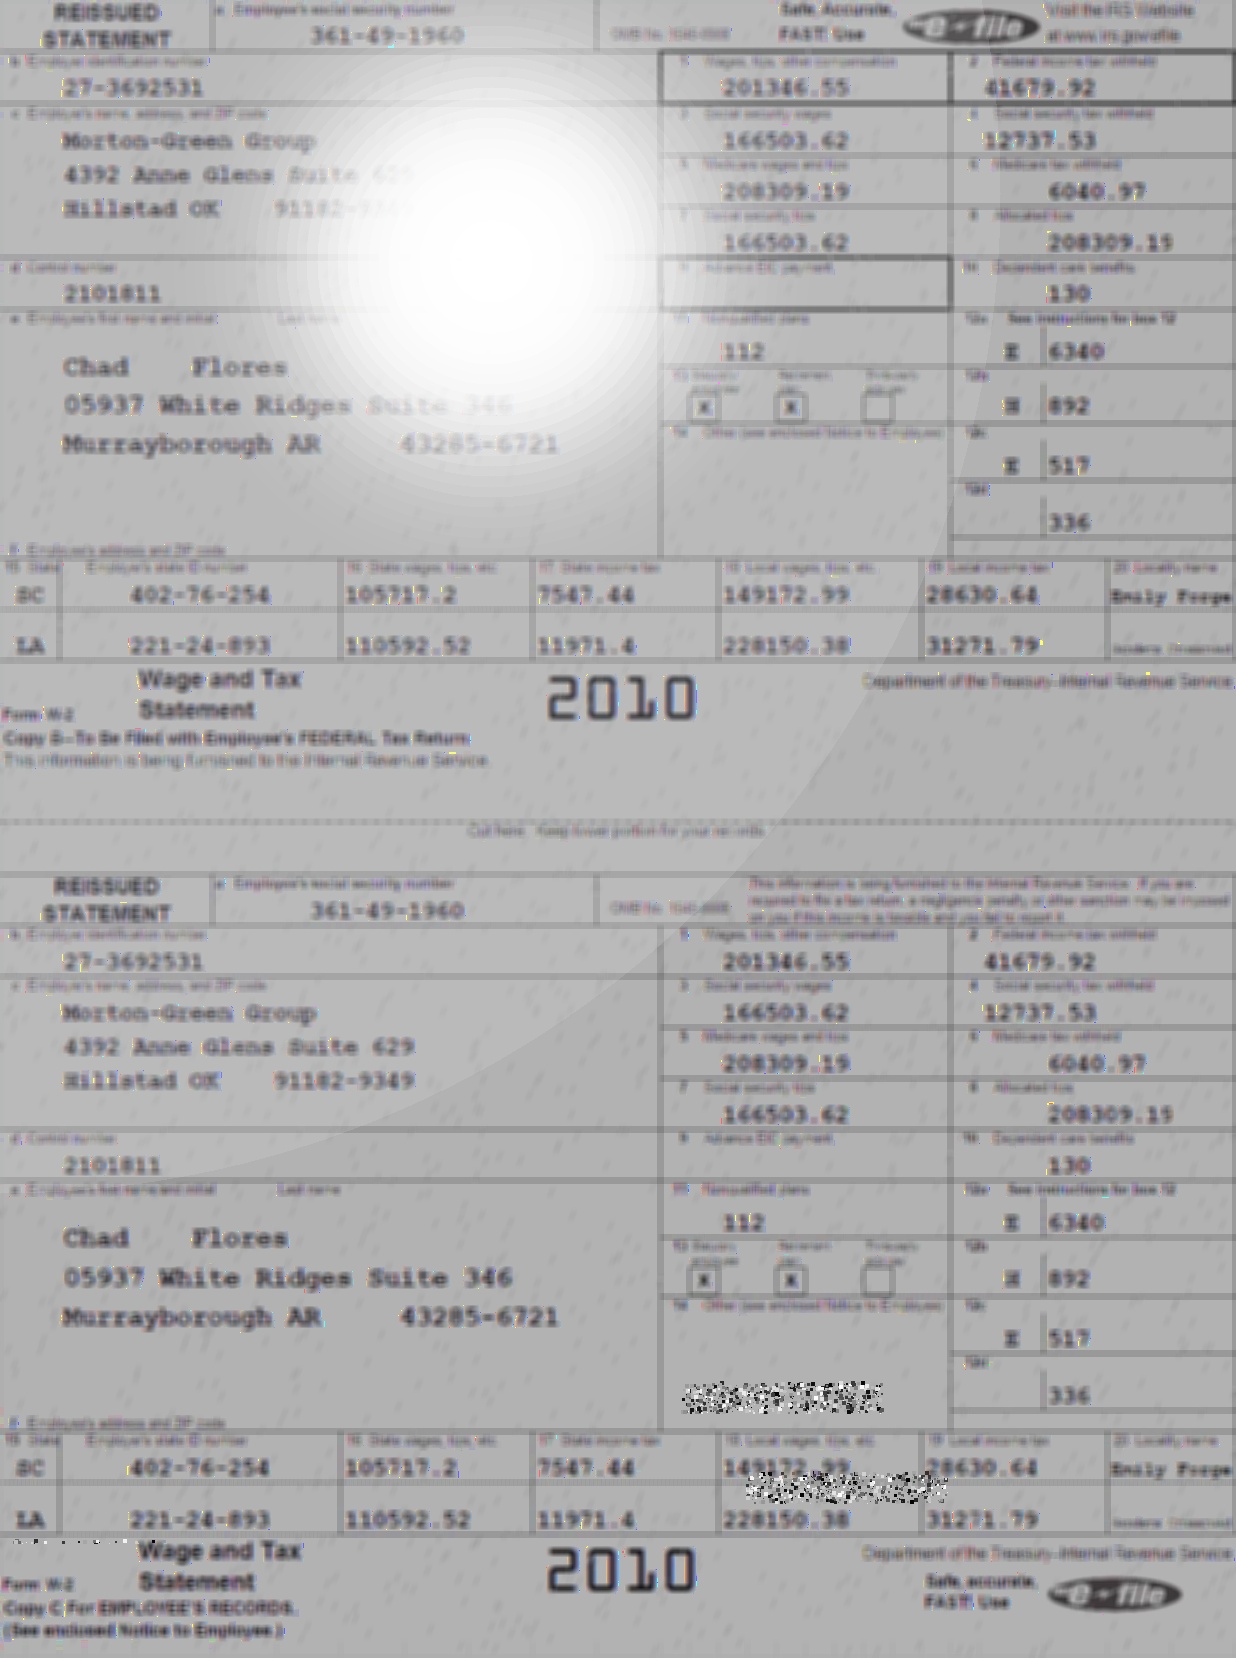 REISSUED STATEMENT
a Employee's social security number
361-49-1960
OMB No. 1545-0008
Safe, Accurate, FAST! Use
e-file
Visit the IRS Website at www.irs.gov/efile
b Employer identification number
27-3692531
1 Wages, tips, other compensation
201346.55
2 Federal income tax withheld
41679.92
c Employer's name, address, and ZIP code
Morton-Green Group
4392 Anne Glens Suite 629
Hillstad OK 91182-9349
3 Social security wages
166503.62
4 Social security tax withheld
12737.53
5 Medicare wages and tips
208309.19
6 Medicare tax withheld
6040.97
7 Social security tips
166503.62
8 Allocated tips
208309.19
d Control number
2101811
9 Advance EIC payment
10 Dependent care benefits
130
e Employee's first name and initial Last name
Chad Flores
05937 White Ridges Suite 346
Murrayborough AR 43285-6721
11 Nonqualified plans
112
12a See instructions for box 12
6340
12b
892
12c
517
12d
336
13
X X
14 Other (see enclosed Notice to Employee)
f Employee's address and ZIP code
15 State Employer's state ID number 16 State wages, tips, etc. 17 State income tax 18 Local wages, tips, etc. 19 Local income tax 20 Locality name
SC 402-76-254 105717.2 7547.44 149172.99 28630.64 Emily Forge
LA 221-24-893 110592.52 11971.4 228150.38 31271.79
Wage and Tax
Form W-2 Statement
2010
Department of the Treasury-Internal Revenue Service
Copy B-To Be Filed with Employee's FEDERAL Tax Return
This information is being furnished to the Internal Revenue Service.
Cut here. Keep lower portion for your records
REISSUED STATEMENT
a Employee's social security number
361-49-1960
OMB No. 1545-0008
This information is being furnished to the Internal Revenue Service. If you are
required to file a tax return, a negligence penalty or other sanction may be imposed
on you if this income is taxable and you fail to report it.
b Employer identification number
27-3692531
1 Wages, tips, other compensation
201346.55
2 Federal income tax withheld
41679.92
c Employer's name, address, and ZIP code
Morton-Green Group
4392 Anne Glens Suite 629
Hillstad OK 91182-9349
3 Social security wages
166503.62
4 Social security tax withheld
12737.53
5 Medicare wages and tips
208309.19
6 Medicare tax withheld
6040.97
7 Social security tips
166503.62
8 Allocated tips
208309.19
d Control number
2101811
9 Advance EIC payment
10 Dependent care benefits
130
e Employee's first name and initial Last name
Chad Flores
05937 White Ridges Suite 346
Murrayborough AR 43285-6721
11 Nonqualified plans
112
12a See instructions for box 12
6340
12b
892
12c
517
12d
336
13
X X
14 Other (see enclosed Notice to Employee)
f Employee's address and ZIP code
15 State Employer's state ID number 16 State wages, tips, etc. 17 State income tax 18 Local wages, tips, etc. 19 Local income tax 20 Locality name
SC 402-76-254 105717.2 7547.44 149172.99 28630.64 Emily Forge
LA 221-24-893 110592.52 11971.4 228150.38 31271.79
Wage and Tax
Form W-2 Statement
2010
Department of the Treasury-Internal Revenue Service
Safe, accurate, FAST! Use
e-file
Copy C For EMPLOYEE'S RECORDS.
(See enclosed Notice to Employee.)